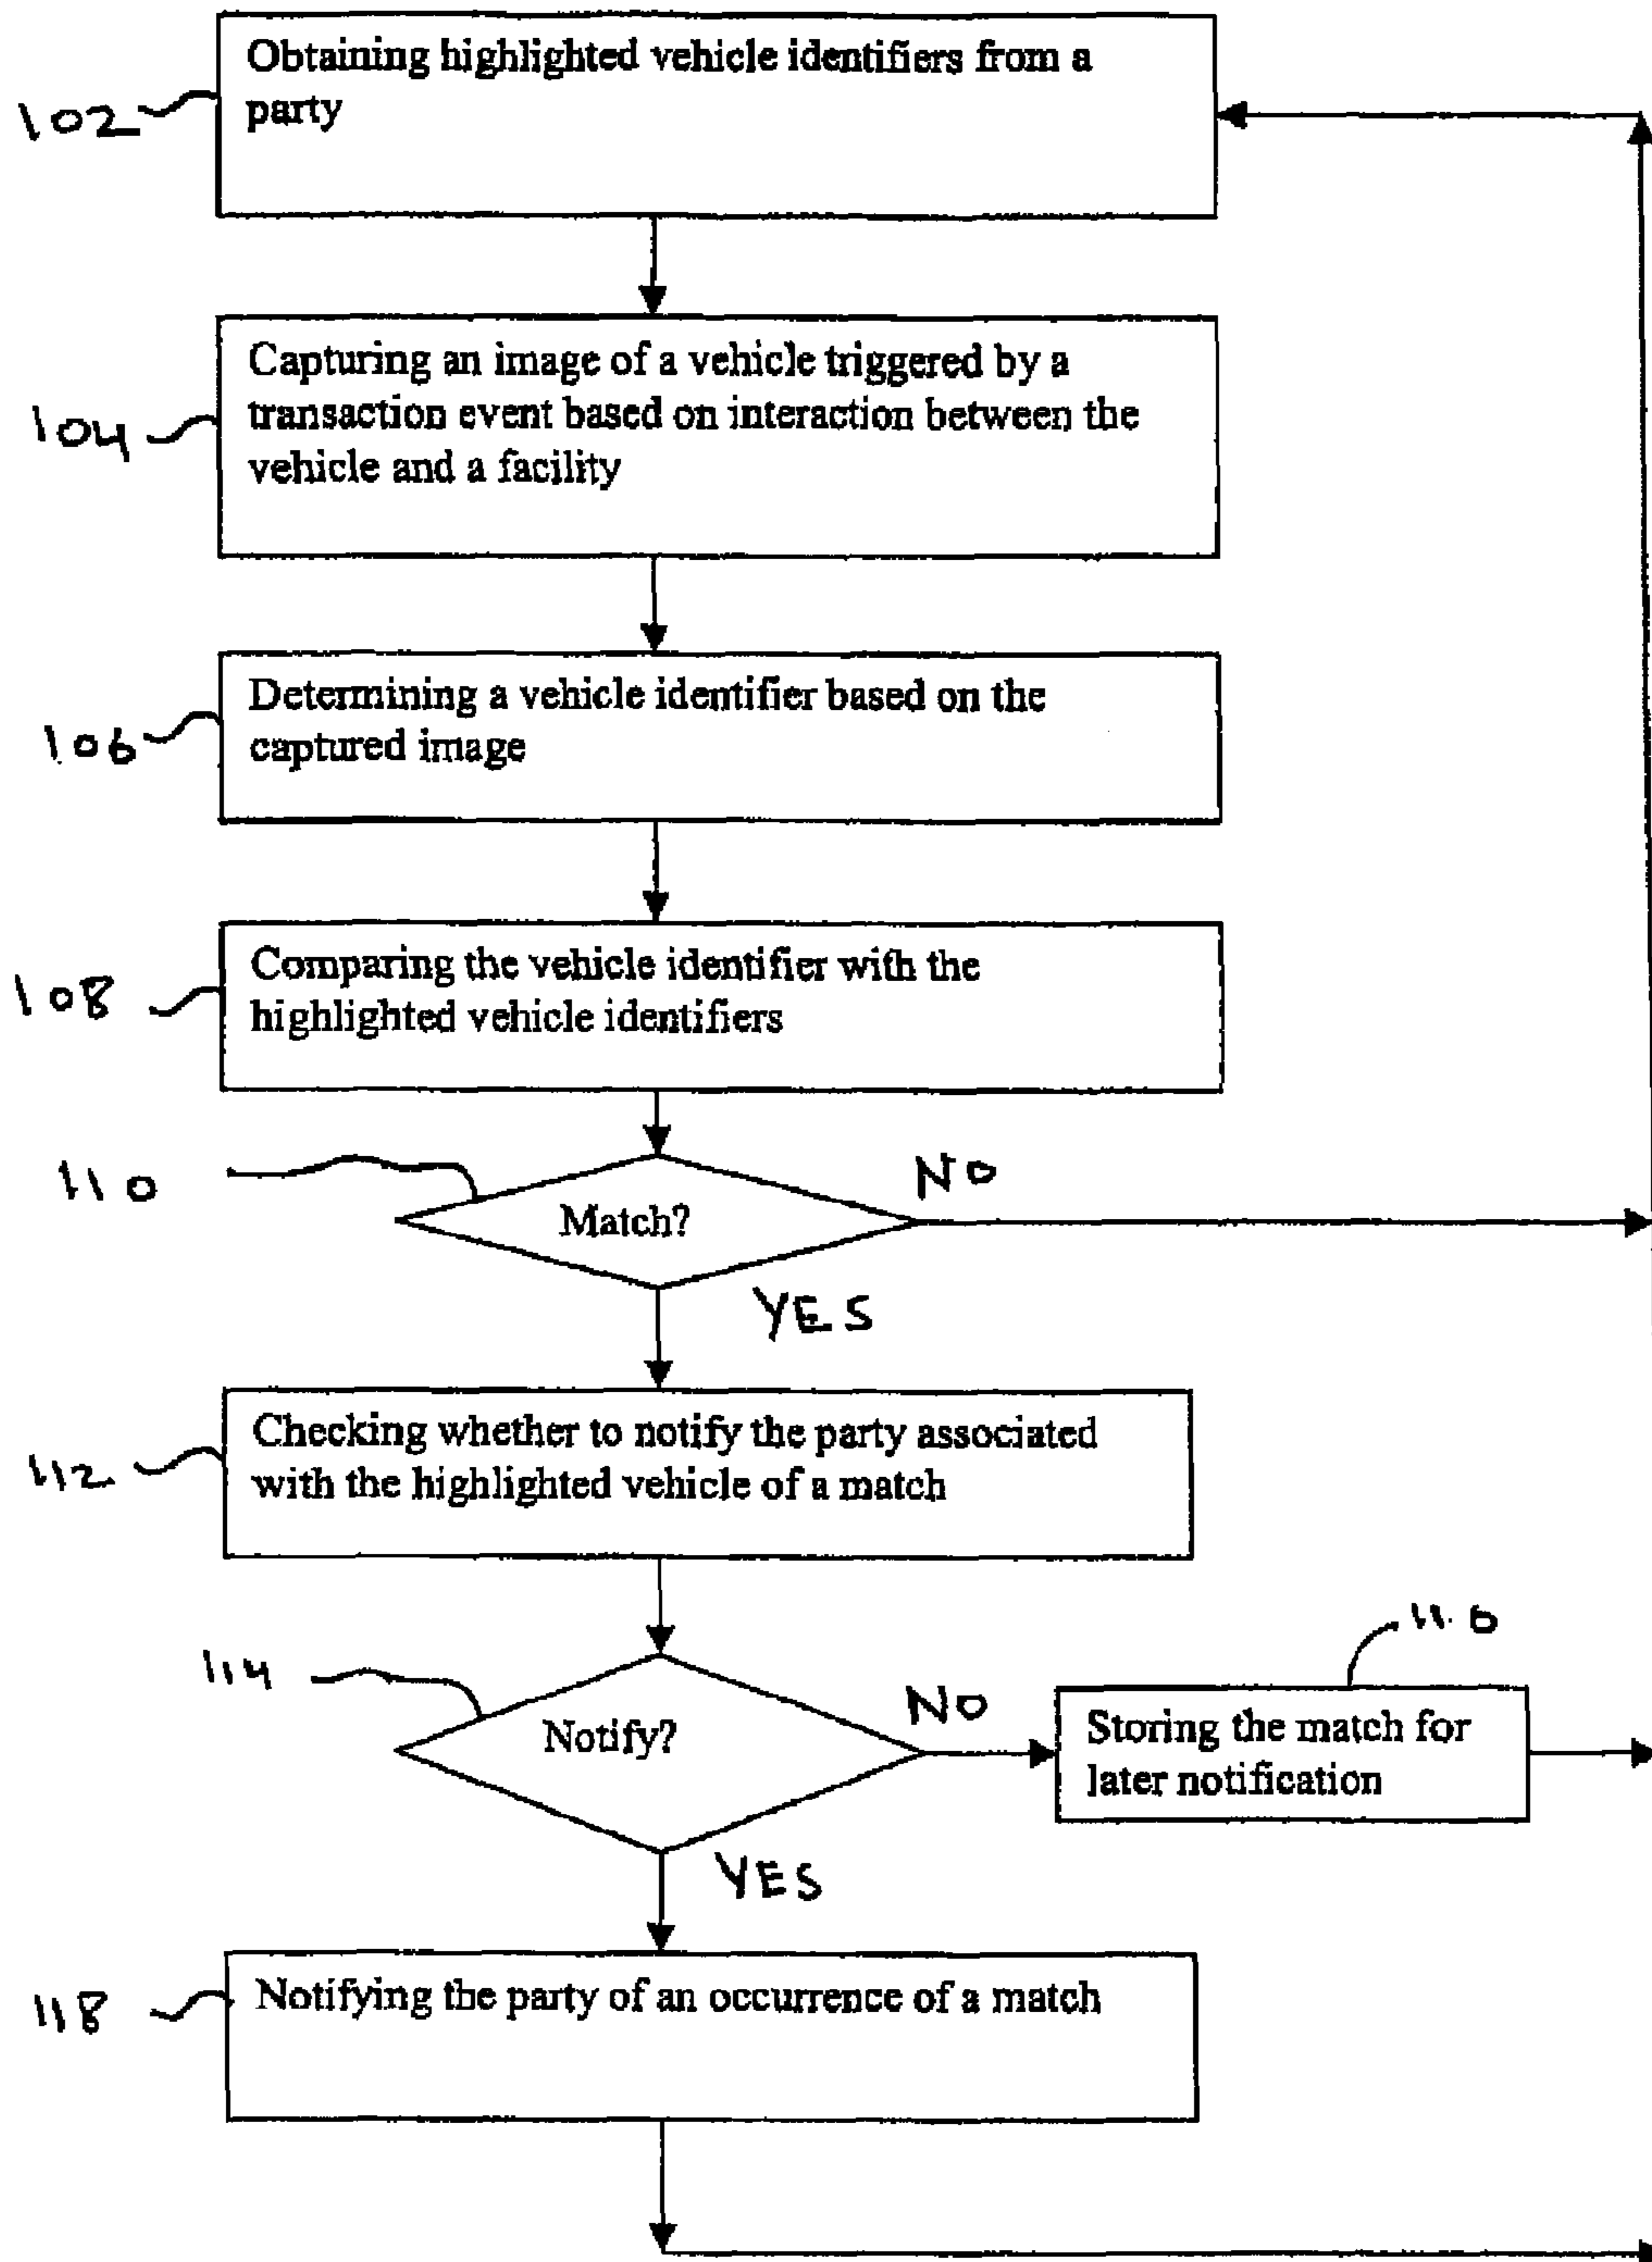 Obtaining highlighted vehicle identifiers from a
party
102
Capturing an image of a vehicle triggered by a
transaction event based on interaction between the
vehicle and a facility
104
Determining a vehicle identifier based on the
captured image
106
Comparing the vehicle identifier with the
highlighted vehicle identifiers
108
110
Match?
NO
YES
Checking whether to notify the party associated
with the highlighted vehicle of a match
112
114
Notify?
NO
Storing the match for
later notification
YES
Notifying the party of an occurrence of a match
118